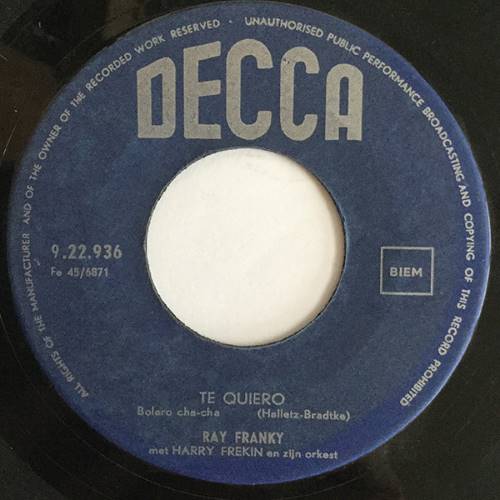 ALL RIGHTS OF THE MANUFACTURER AND OF THE OWNER OF THE RECORDED WORK RESERVED · UNAUTHORISED PUBLIC PERFORMANCE BROADCASTING AND COPYING OF THIS RECORD PROHIBITED
DECCA
9.22.936
Fe 45/6871
BIEM
TE QUIERO
Bolero cha-cha (Halletz-Bradtke)
RAY FRANKY
met HARRY FREKIN en zijn orkest